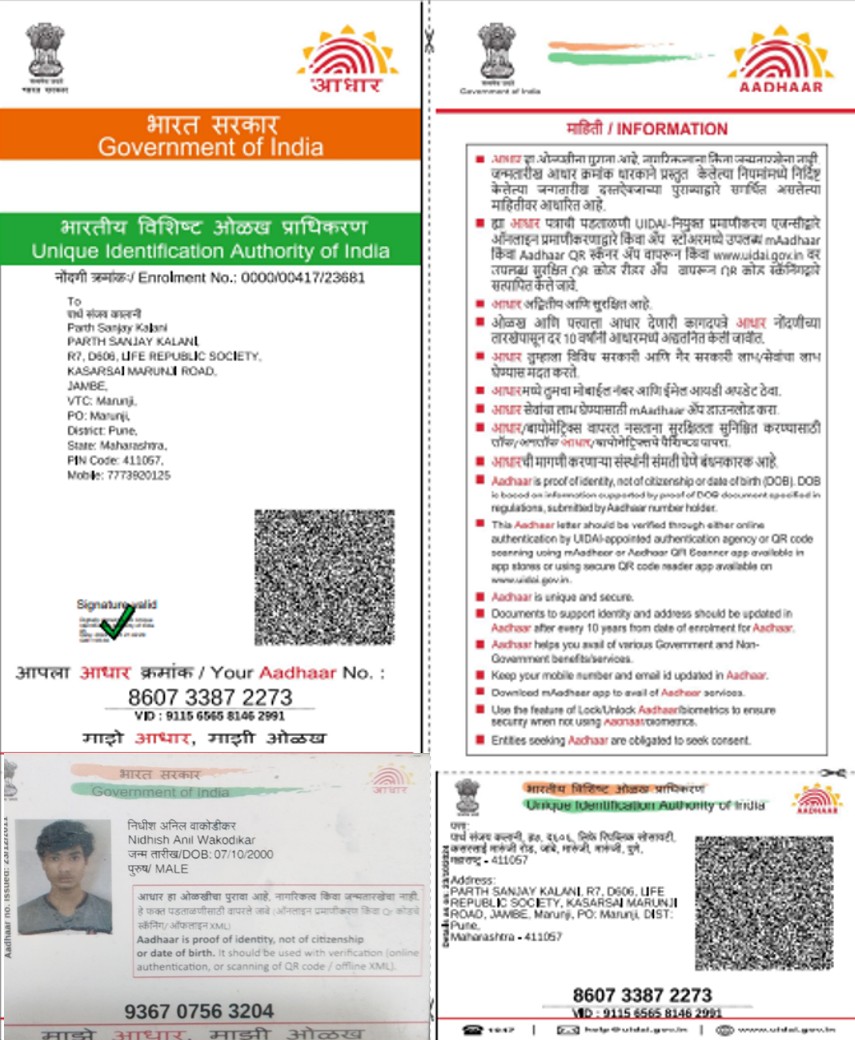 सत्यमेव जयते
भारत सरकार
आधार
भारत सरकार
Government of India
भारतीय विशिष्ट ओळख प्राधिकरण
Unique Identification Authority of India
नोंदणी क्रमांक:/ Enrolment No.: 0000/00417/23681
To
पार्थ संजय कालानी
Parth Sanjay Kalani
PARTH SANJAY KALANI,
R7, D606, LIFE REPUBLIC SOCIETY,
KASARSAI MARUNJI ROAD,
JAMBE,
VTC: Marunji,
PO: Marunji,
District: Pune,
State: Maharashtra,
PIN Code: 411057,
Mobile: 7773920125
Signature valid
आपला आधार क्रमांक / Your Aadhaar No. :
8607 3387 2273
VID : 9115 6565 8146 2991
माझे आधार, माझी ओळख
Government of India
AADHAAR
माहिती / INFORMATION
आधार हा ओळखीचा पुरावा आहे, नागरिकत्वाचा किंवा जन्मतारखेचा नाही.
जन्मतारीख आधार क्रमांक धारकाने प्रस्तुत केलेल्या नियमांमध्ये निर्दिष्ट
केलेल्या जन्मतारीख दस्तऐवजाच्या पुराव्याद्वारे समर्थित असलेल्या
माहितीवर आधारित आहे.
ह्या आधार पत्राची पडताळणी UIDAI-नियुक्त प्रमाणीकरण एजन्सीद्वारे
ऑनलाइन प्रमाणीकरणाद्वारे किंवा ॲप स्टोअरमध्ये उपलब्ध mAadhaar
किंवा Aadhaar QR स्कॅनर ॲप वापरून किंवा www.uidai.gov.in वर
उपलब्ध सुरक्षित QR कोड रीडर ॲप वापरून QR कोड स्कॅनिंगद्वारे
सत्यापित केले जावे.
आधार अद्वितीय आणि सुरक्षित आहे.
ओळख आणि पत्त्याला आधार देणारी कागदपत्रे आधार नोंदणीच्या
तारखेपासून दर 10 वर्षांनी आधारमध्ये अद्यतनित केली जावीत.
आधार तुम्हाला विविध सरकारी आणि गैर सरकारी लाभ/सेवांचा लाभ
घेण्यास मदत करते.
आधारमध्ये तुमचा मोबाईल नंबर आणि ईमेल आयडी अपडेट ठेवा.
आधार सेवांचा लाभ घेण्यासाठी mAadhaar ॲप डाउनलोड करा.
आधार/बायोमेट्रिक्स वापरत नसताना सुरक्षितता सुनिश्चित करण्यासाठी
लॉक/अनलॉक आधार/बायोमेट्रिक्सचे वैशिष्ट्य वापरा.
आधारची मागणी करणाऱ्या संस्थांनी संमती घेणे बंधनकारक आहे.
Aadhaar is proof of identity, not of citizenship or date of birth (DOB). DOB
is based on information supported by proof of DOB document specified in
regulations, submitted by Aadhaar number holder.
This Aadhaar letter should be verified through either online
authentication by UIDAI-appointed authentication agency or QR code
scanning using mAadhaar or Aadhaar QR Scanner app available in
app stores or using secure QR code reader app available on
www.uidai.gov.in.
Aadhaar is unique and secure.
Documents to support identity and address should be updated in
Aadhaar after every 10 years from date of enrolment for Aadhaar.
Aadhaar helps you avail of various Government and Non-
Government benefits/services.
Keep your mobile number and email id updated in Aadhaar.
Download mAadhaar app to avail of Aadhaar services.
Use the feature of Lock/Unlock Aadhaar/biometrics to ensure
security when not using Aadhaar/biometrics.
Entities seeking Aadhaar are obligated to seek consent.
भारत सरकार
Government of India
आधार
Aadhaar no. issued:
निधीश अनिल वाकोडीकर
Nidhish Anil Wakodikar
जन्म तारीख/DOB: 07/10/2000
पुरुष/ MALE
आधार हा ओळखीचा पुरावा आहे, नागरिकत्व किंवा जन्मतारखेचा नाही.
हे फक्त पडताळणीसाठी वापरले जावे (ऑनलाइन प्रमाणीकरण किंवा QR कोडचे
स्कॅनिंग/ऑफलाइन XML)
Aadhaar is proof of identity, not of citizenship
or date of birth. It should be used with verification (online
authentication, or scanning of QR code / offline XML).
9367 0756 3204
माझे आधार, माझी ओळख
भारतीय विशिष्ट ओळख प्राधिकरण
Unique Identification Authority of India
AADHAAR
पत्ता:
पार्थ संजय कालानी, ह७, द६०६, लिफे रिपब्लिक सोसायटी,
कसारसाई मारुंजी रोड, जांबे, मारुंजी, मारुंजी, पुणे,
महाराष्ट्र - 411057
Address:
PARTH SANJAY KALANI, R7, D606, LIFE
REPUBLIC SOCIETY, KASARSAI MARUNJI
ROAD, JAMBE, Marunji, PO: Marunji, DIST:
Pune,
Maharashtra - 411057
Details as on:
8607 3387 2273
VID : 9115 6565 8146 2991
1947 | help@uidai.gov.in | www.uidai.gov.in